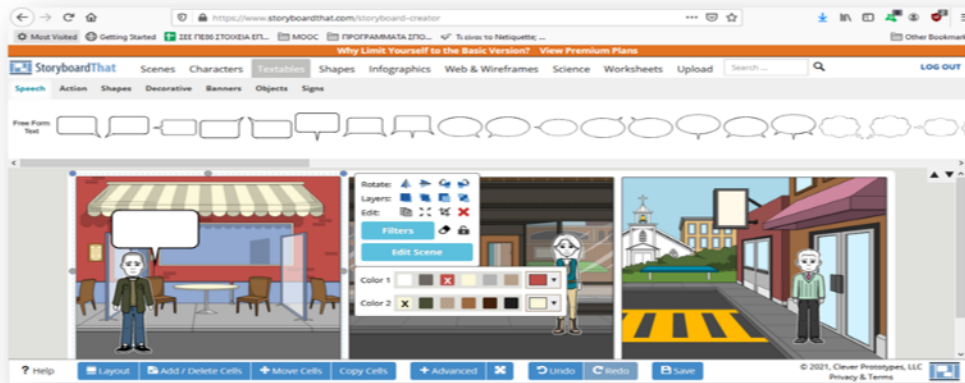 https://www.storyboardthat.com/storyboard-creator
Most Visited Getting Started ΣΕΕ ΠΕ86 ΣΤΟΙΧΕΙΑ ΕΠ... MOOC ΠΡΟΓΡΑΜΜΑΤΑ ΣΠΟ... Τι είναι το Netiquette; ... Other Bookmark
Why Limit Yourself to the Basic Version? View Premium Plans
StoryboardThat Scenes Characters Textables Shapes Infographics Web & Wireframes Science Worksheets Upload Search ... LOG OUT
Speech Action Shapes Decorative Banners Objects Signs
Free Form
Text
Rotate:
Layers:
Edit:
Filters
Edit Scene
Color 1 X
Color 2 X
? Help Layout Add / Delete Cells Move Cells Copy Cells Advanced Undo Redo Save
© 2021, Clever Prototypes, LLC
Privacy & Terms